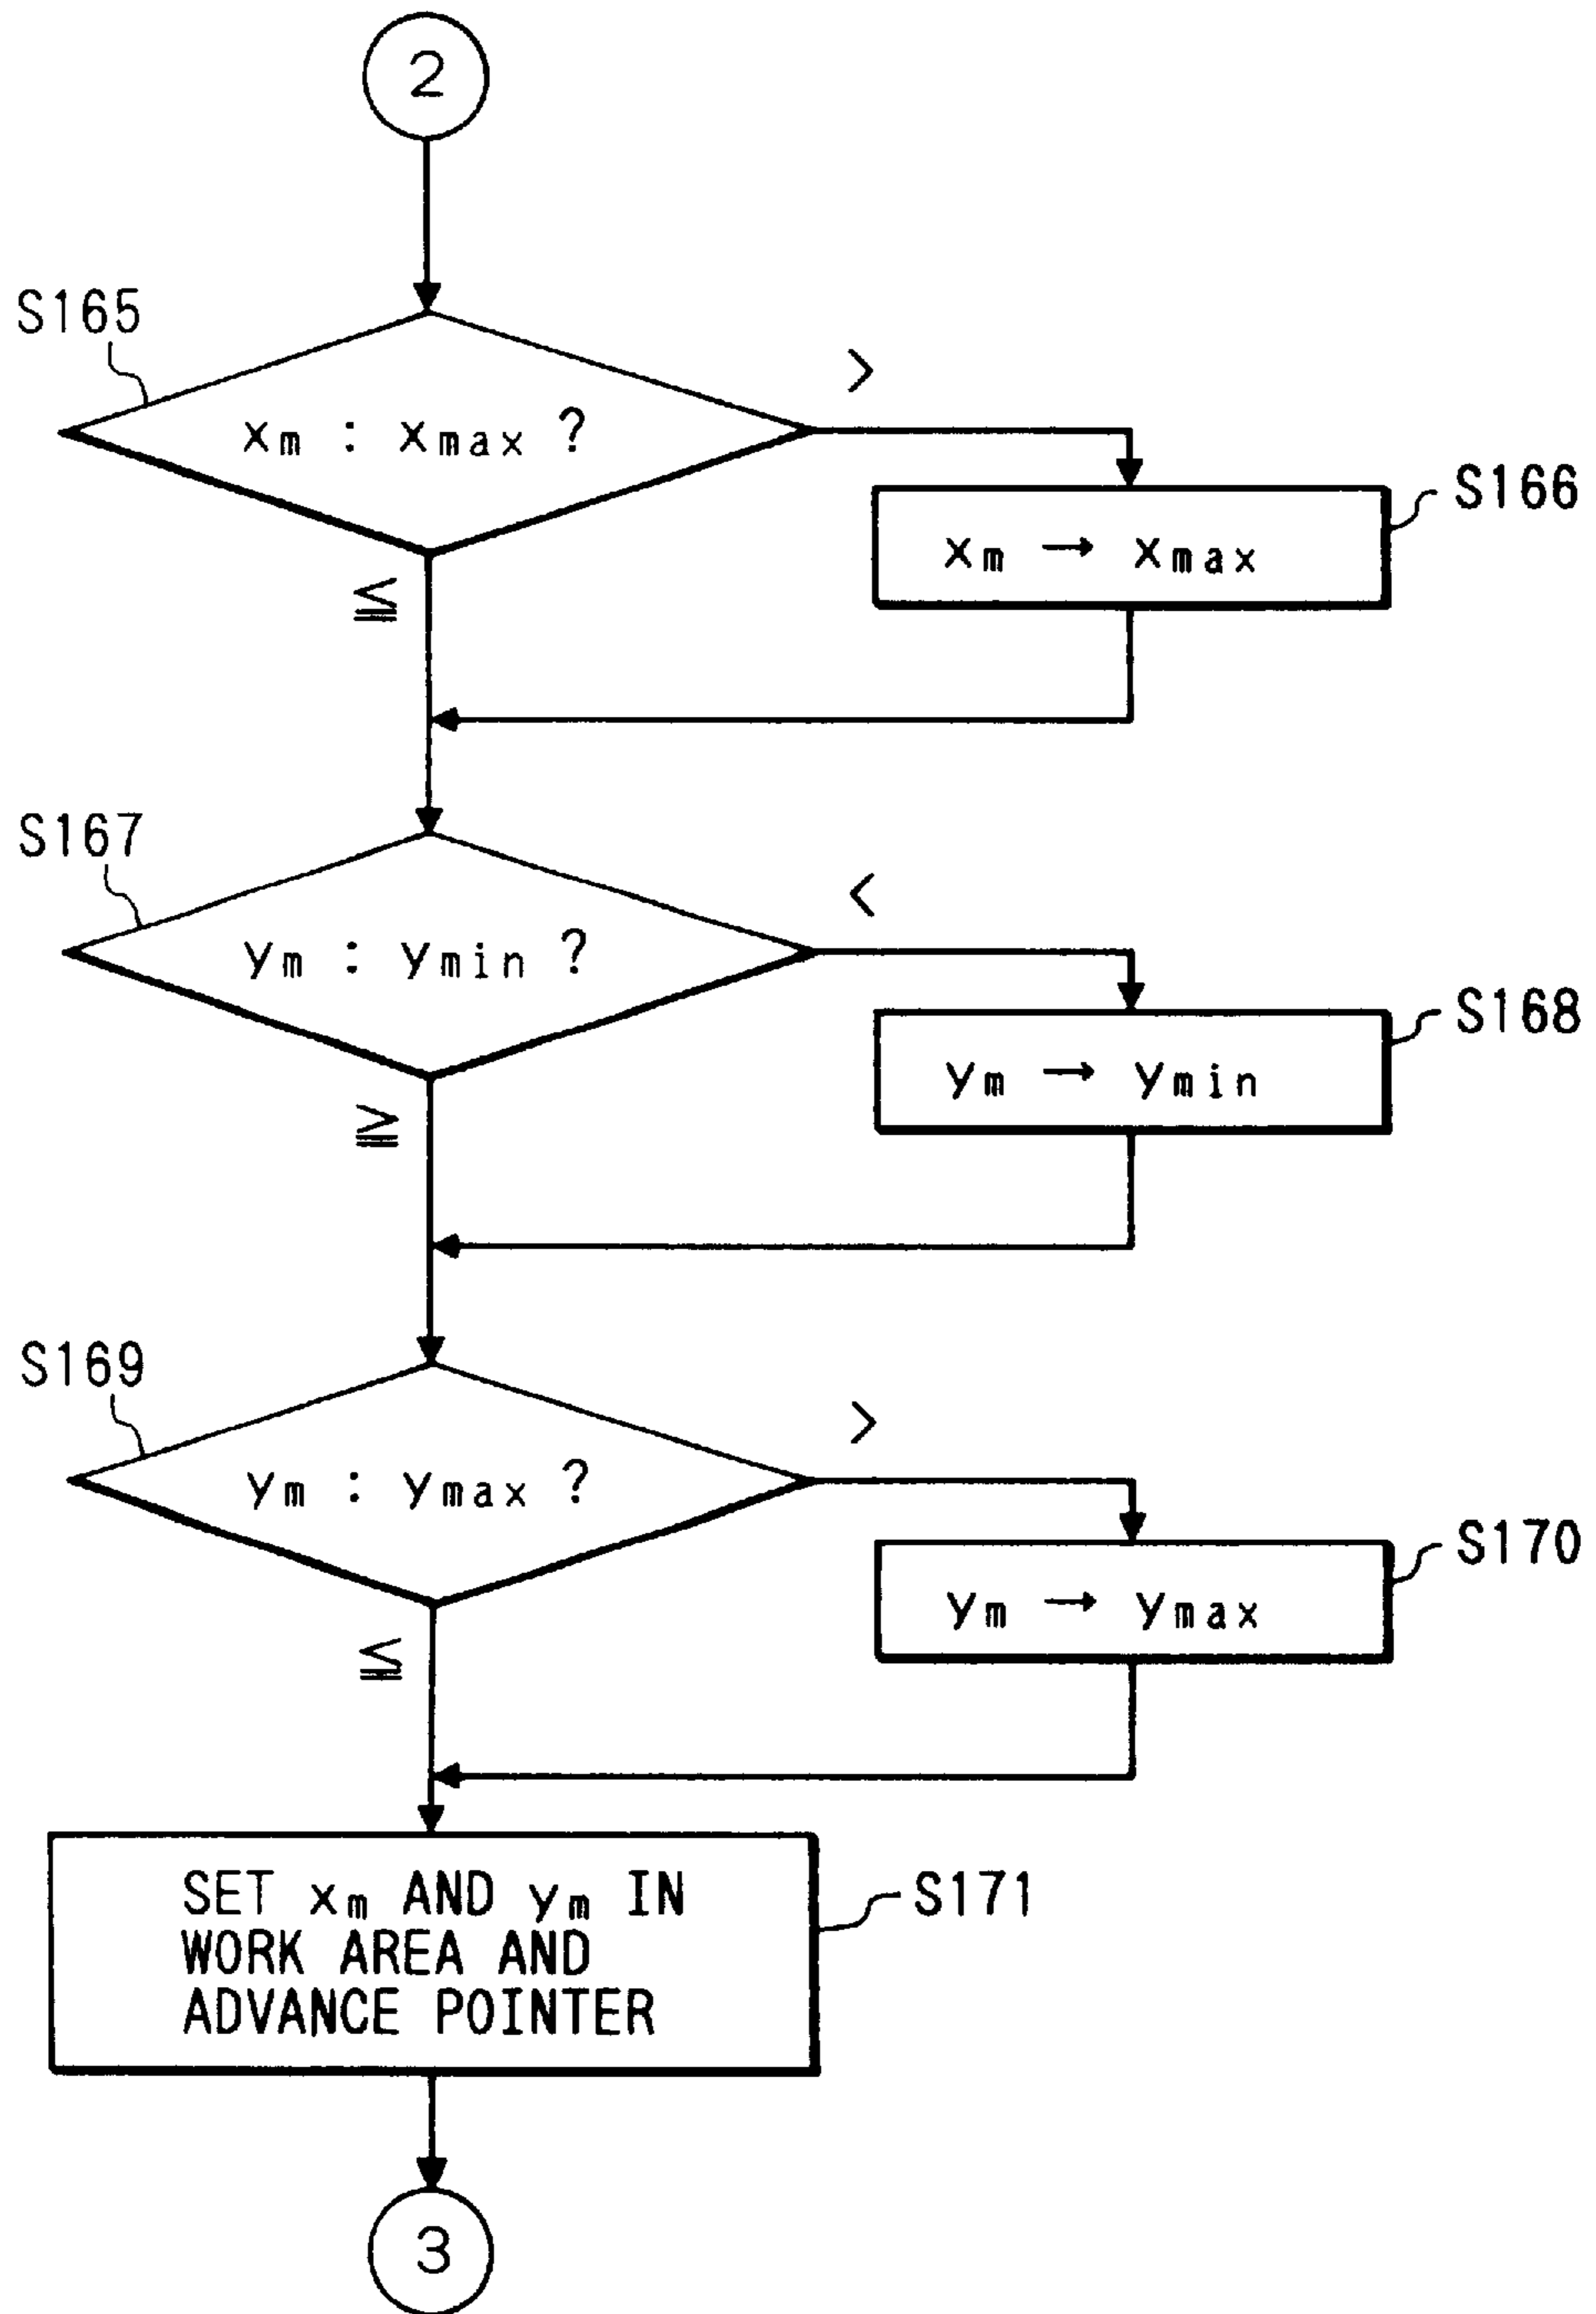 2
S165
>
xm : xmax ?
S166
xm → xmax
≦
S167
<
ym : ymin ?
S168
ym → ymin
≧
S169
>
ym : ymax ?
S170
ym → ymax
≦
SET xm AND ym IN
WORK AREA AND
ADVANCE POINTER
S171
3